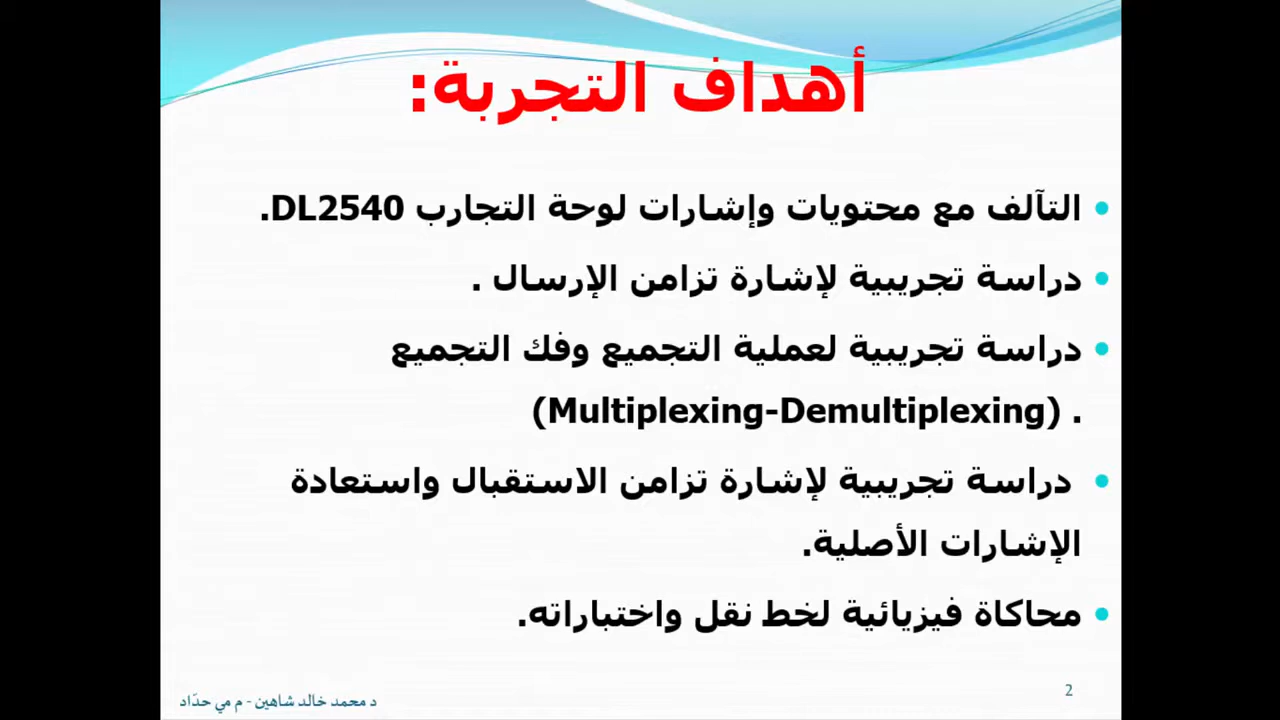 أهداف التجربة:
• التآلف مع محتويات وإشارات لوحة التجارب DL2540.
• دراسة تجريبية لإشارة تزامن الإرسال .
• دراسة تجريبية لعملية التجميع وفك التجميع
(Multiplexing-Demultiplexing) .
• دراسة تجريبية لإشارة تزامن الاستقبال واستعادة
الإشارات الأصلية.
• محاكاة فيزيائية لخط نقل واختباراته.
2
د محمد خالد شاهين - م مي حدّاد